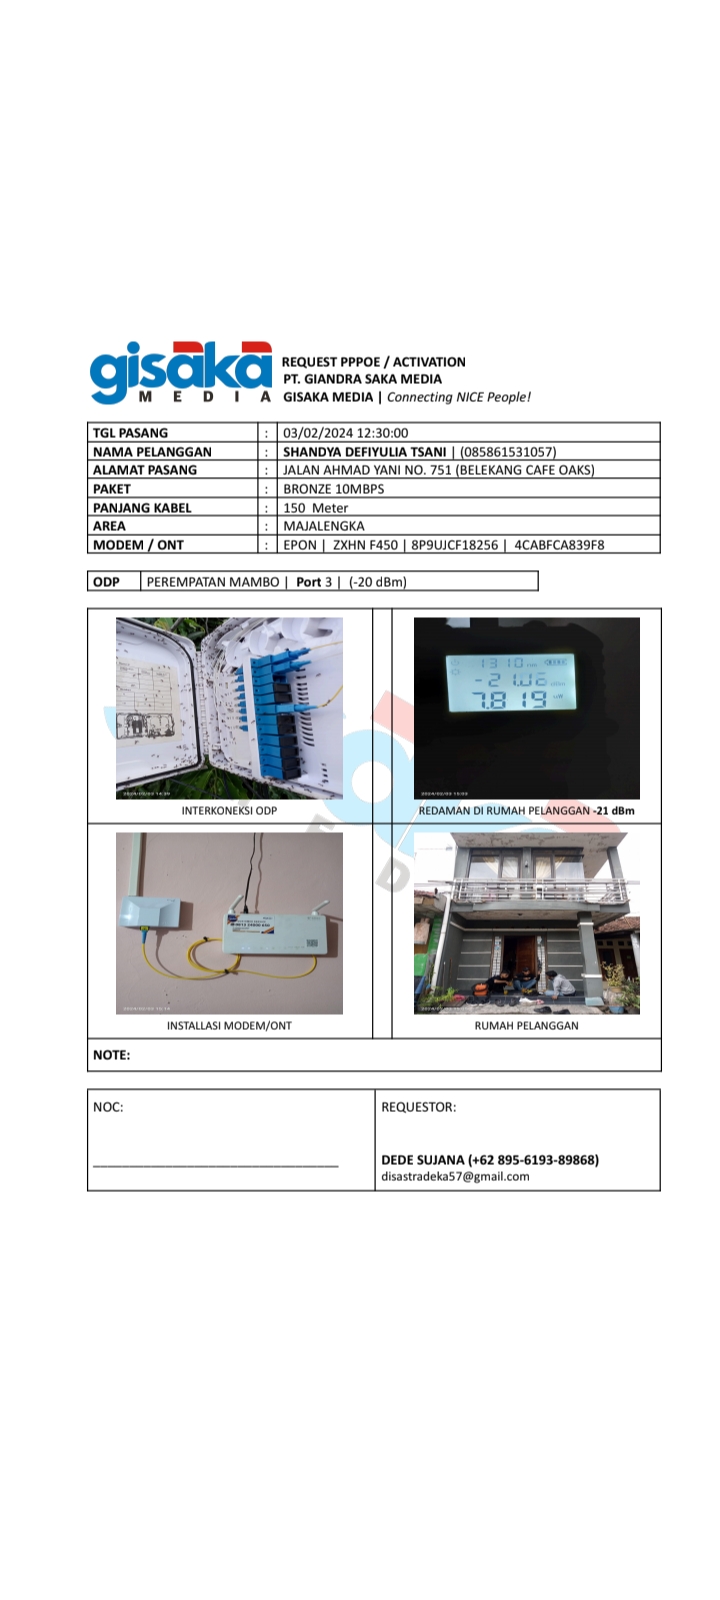 gisaka
MEDIA
REQUEST PPPOE / ACTIVATION
PT. GIANDRA SAKA MEDIA
GISAKA MEDIA | Connecting NICE People!
TGL PASANG : 03/02/2024 12:30:00
NAMA PELANGGAN : SHANDYA DEFIYULIA TSANI | (085861531057)
ALAMAT PASANG : JALAN AHMAD YANI NO. 751 (BELEKANG CAFE OAKS)
PAKET : BRONZE 10MBPS
PANJANG KABEL : 150 Meter
AREA : MAJALENGKA
MODEM / ONT : EPON | ZXHN F450 | 8P9UJCF18256 | 4CABFCA839F8
ODP PEREMPATAN MAMBO | Port 3 | (-20 dBm)
1310 nm
7.819
INTERKONEKSI ODP
REDAMAN DI RUMAH PELANGGAN -21 dBm
INSTALLASI MODEM/ONT
RUMAH PELANGGAN
NOTE:
NOC:
REQUESTOR:
DEDE SUJANA (+62 895-6193-89868)
disastradeka57@gmail.com